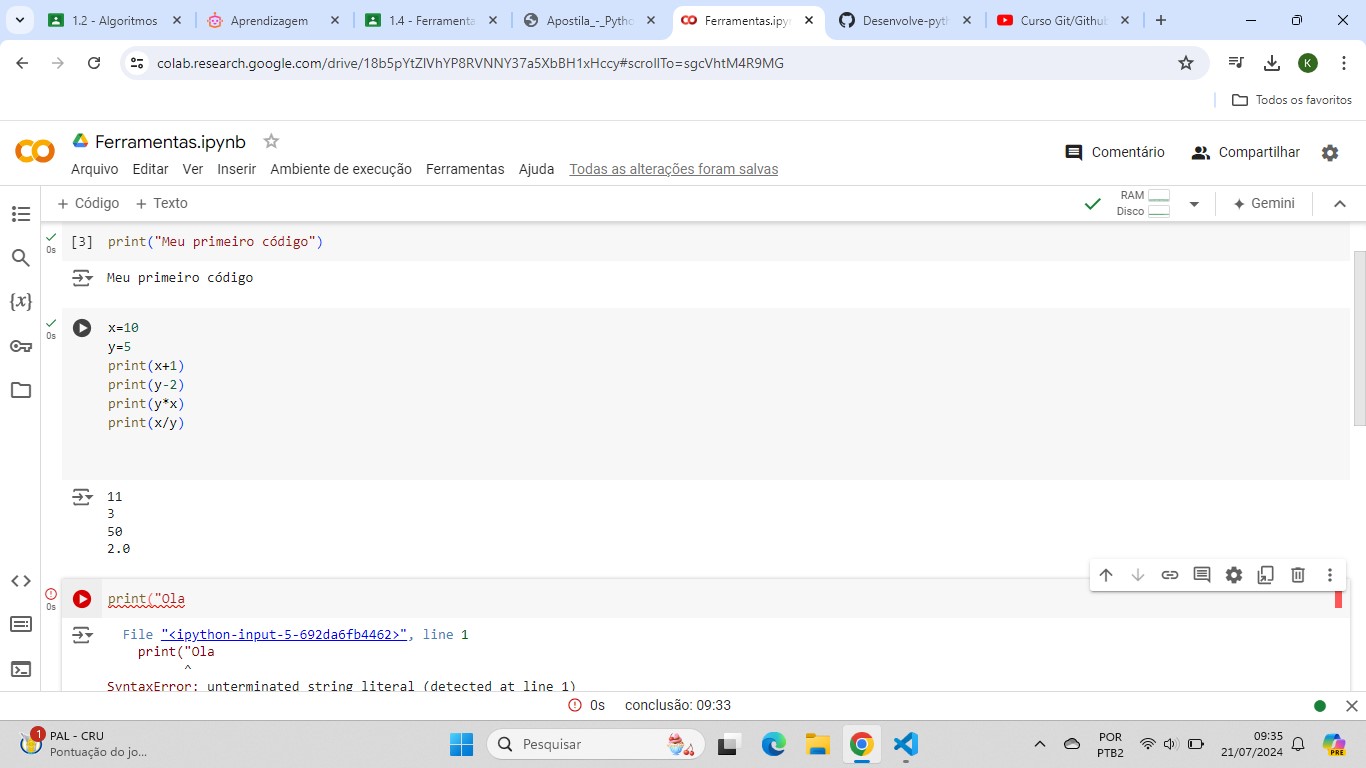 1.2 - Algoritmos
Aprendizagem
1.4 - Ferramenta
Apostila_-_Pytho
Ferramentas.ipyn
Desenvolve-pyth
Curso Git/Github
colab.research.google.com/drive/18b5pYtZIVhYP8RVNNY37a5XbBH1xHccy#scrollTo=sgcVhtM4R9MG
K
Todos os favoritos
CO
Ferramentas.ipynb
Arquivo Editar Ver Inserir Ambiente de execução Ferramentas Ajuda Todas as alterações foram salvas
Comentário
Compartilhar
+ Código + Texto
RAM
Disco
Gemini
{x}
0s
[3] print("Meu primeiro código")
Meu primeiro código
0s
x=10
y=5
print(x+1)
print(y-2)
print(y*x)
print(x/y)
11
3
50
2.0
0s
print("Ola
File "<ipython-input-5-692da6fb4462>", line 1
print("Ola
^
SyntaxError: unterminated string literal (detected at line 1)
0s conclusão: 09:33
1
PAL - CRU
Pontuação do jo...
Pesquisar
POR
PTB2
09:35
21/07/2024
PRE